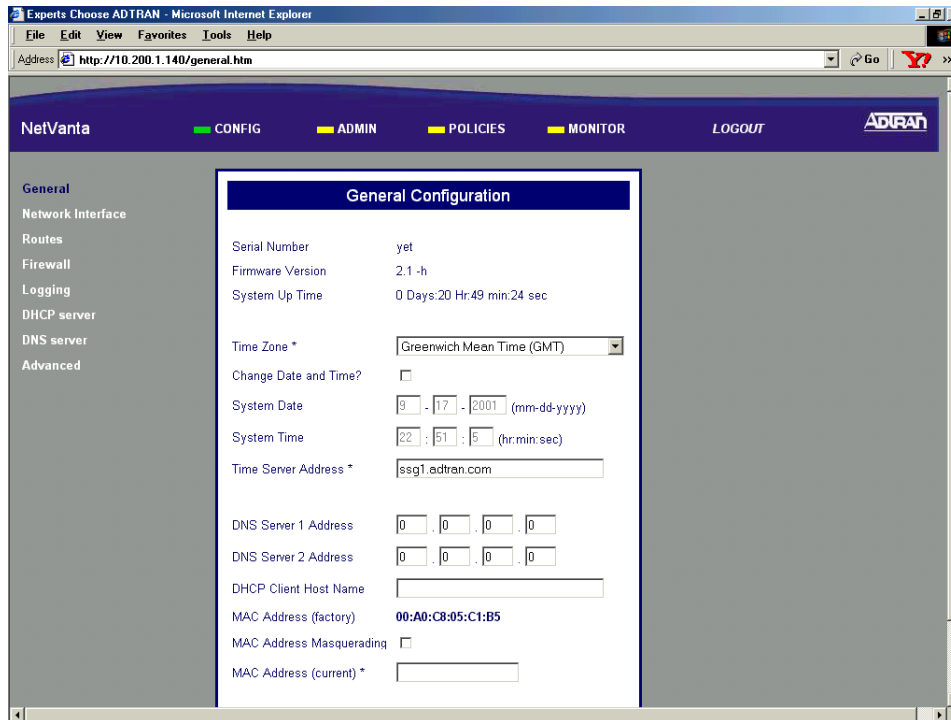 Experts Choose ADTRAN - Microsoft Internet Explorer
File Edit View Favorites Tools Help
Address http://10.200.1.140/general.htm Go Y! »
NetVanta CONFIG ADMIN POLICIES MONITOR LOGOUT ADTRAN
General
Network Interface
Routes
Firewall
Logging
DHCP server
DNS server
Advanced
General Configuration
Serial Number yet
Firmware Version 2.1 -h
System Up Time 0 Days:20 Hr:49 min:24 sec
Time Zone * Greenwich Mean Time (GMT)
Change Date and Time?
System Date 9 - 17 - 2001 (mm-dd-yyyy)
System Time 22 : 51 : 5 (hr:min:sec)
Time Server Address * ssg1.adtran.com
DNS Server 1 Address 0 . 0 . 0 . 0
DNS Server 2 Address 0 . 0 . 0 . 0
DHCP Client Host Name
MAC Address (factory) 00:A0:C8:05:C1:B5
MAC Address Masquerading
MAC Address (current) *